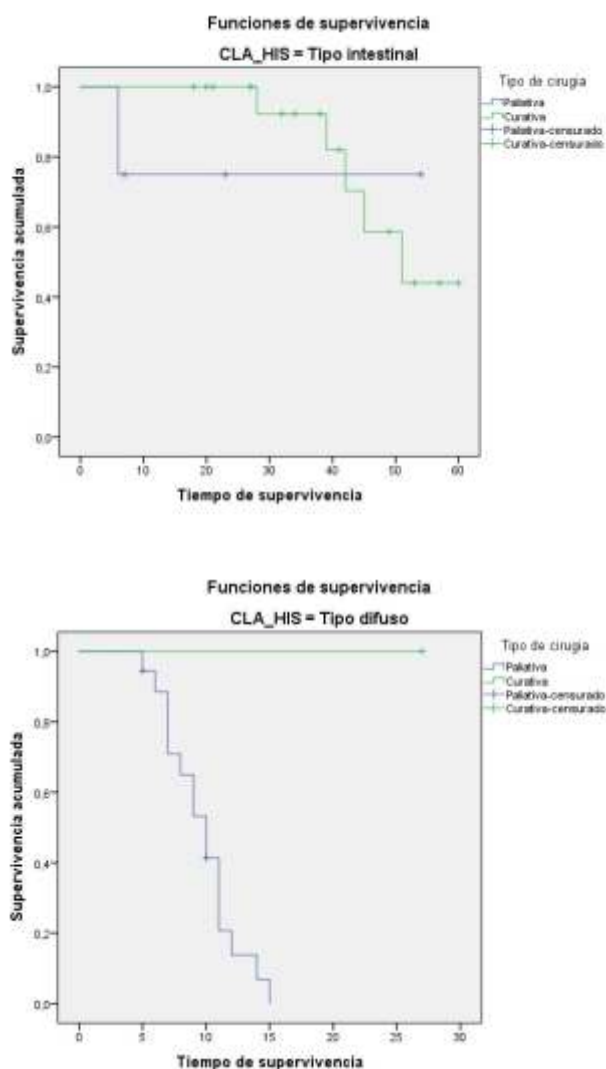 Funciones de supervivencia
CLA_HIS = Tipo intestinal
Tipo de cirugia
Paliativa
Curativa
Paliativa-censurado
Curativa-censurado
Supervivencia acumulada
1,0
0,8
0,6
0,4
0,2
0,0
0 10 20 30 40 50 60
Tiempo de supervivencia
Funciones de supervivencia
CLA_HIS = Tipo difuso
Tipo de cirugia
Paliativa
Curativa
Paliativa-censurado
Curativa-censurado
Supervivencia acumulada
1,0
0,8
0,6
0,4
0,2
0,0
0 5 10 15 20 25 30
Tiempo de supervivencia